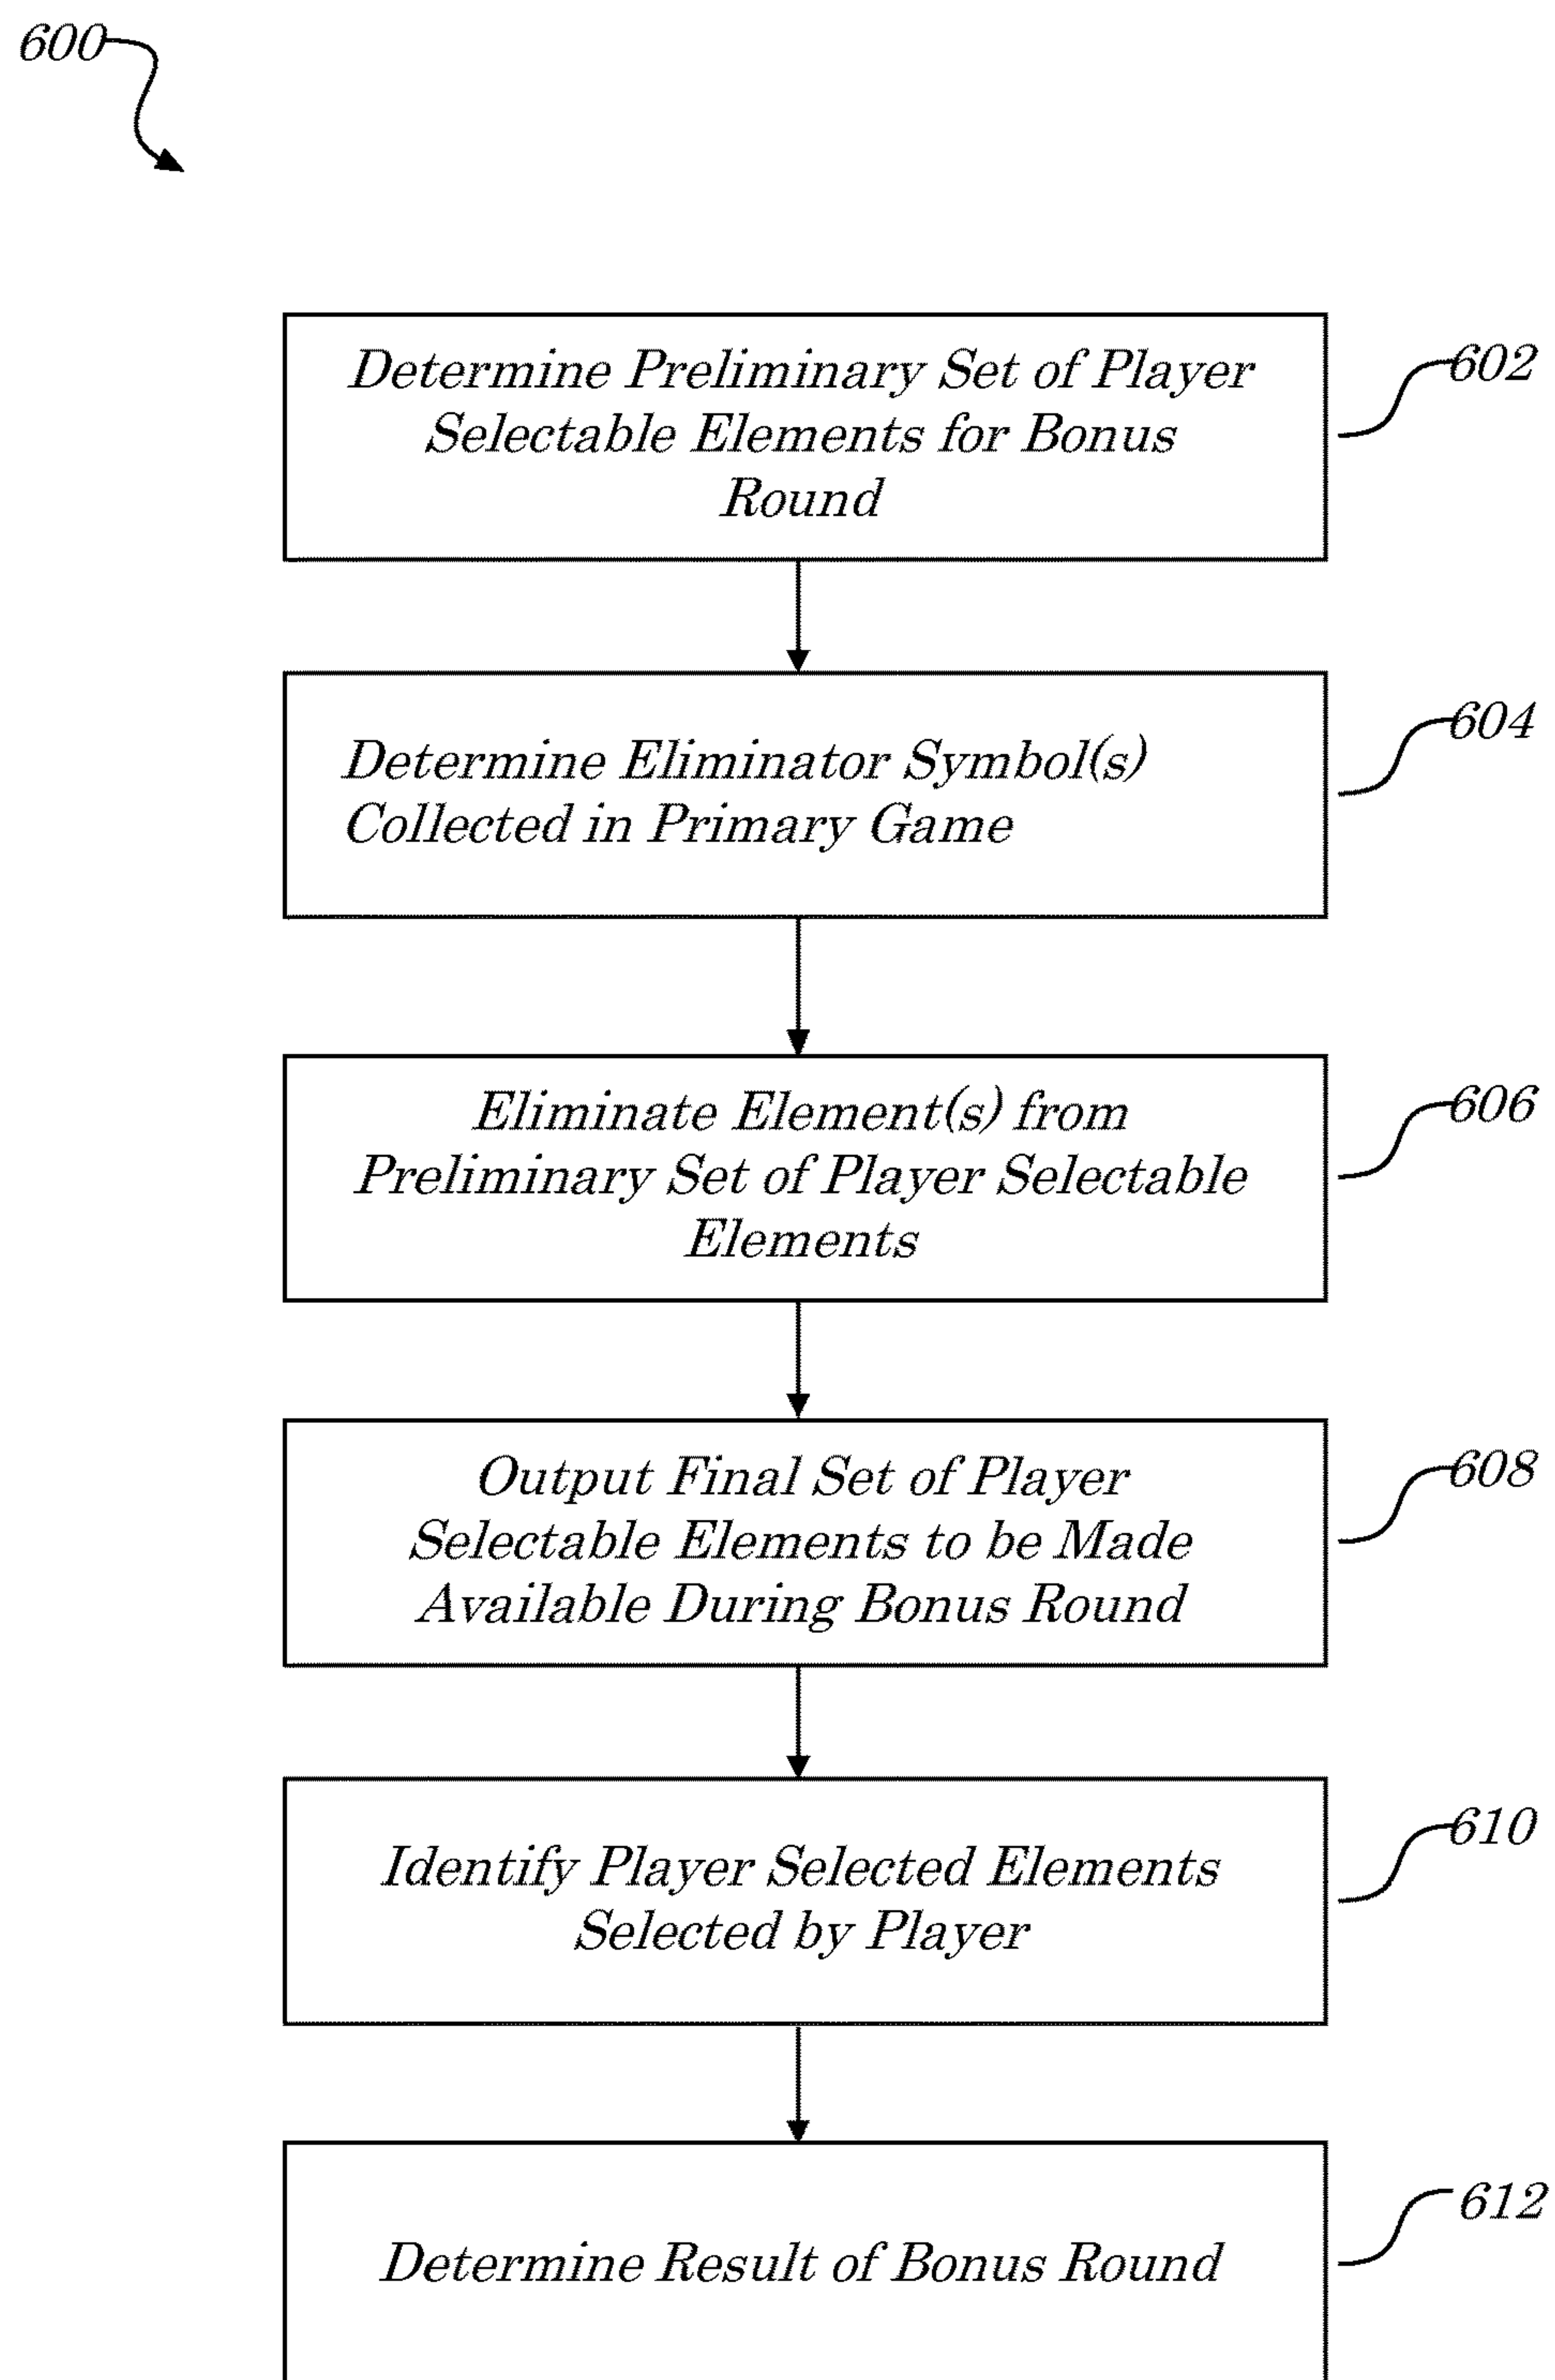 600
Determine Preliminary Set of Player
Selectable Elements for Bonus
Round
602
Determine Eliminator Symbol(s)
Collected in Primary Game
604
Eliminate Element(s) from
Preliminary Set of Player Selectable
Elements
606
Output Final Set of Player
Selectable Elements to be Made
Available During Bonus Round
608
Identify Player Selected Elements
Selected by Player
610
Determine Result of Bonus Round
612